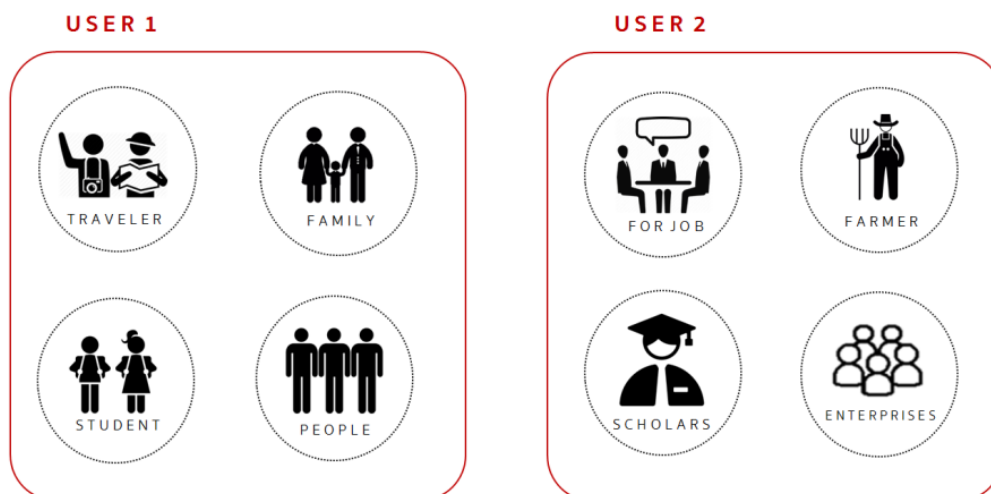 USER 1
TRAVELER
FAMILY
STUDENT
PEOPLE
USER 2
FOR JOB
FARMER
SCHOLARS
ENTERPRISES